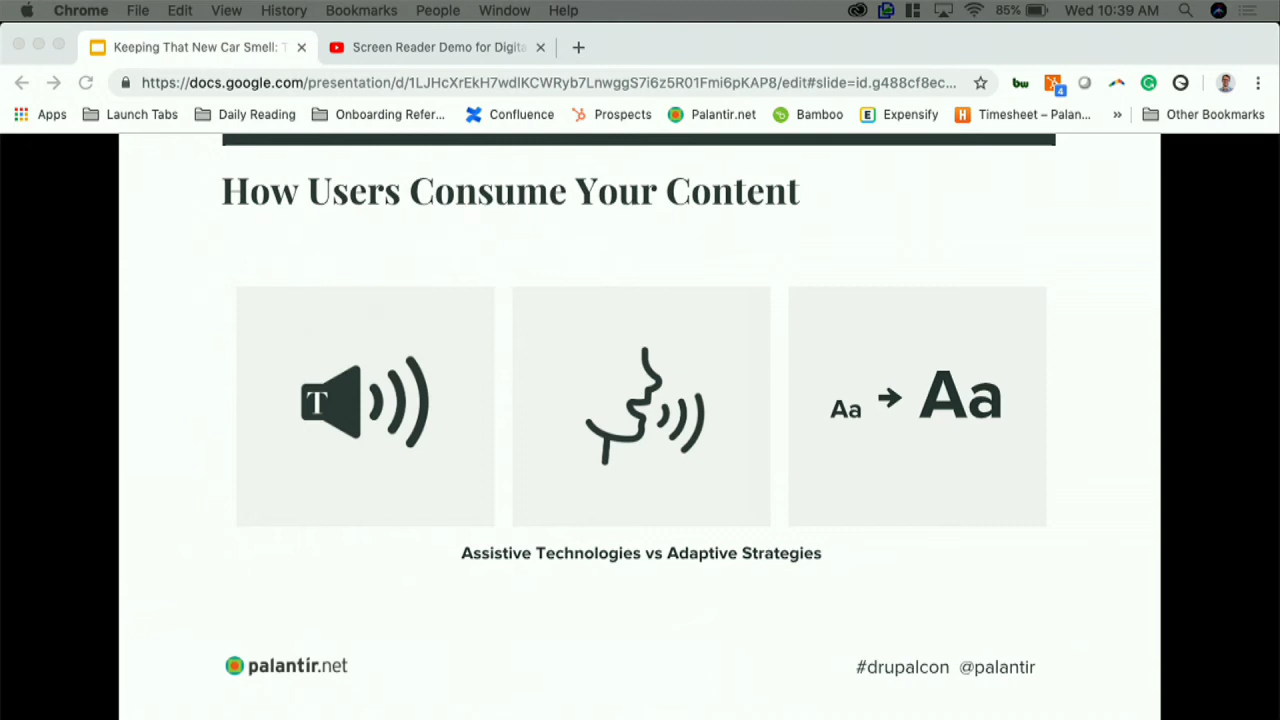 Chrome File Edit View History Bookmarks People Window Help 85% Wed 10:39 AM
Keeping That New Car Smell: T Screen Reader Demo for Digita
https://docs.google.com/presentation/d/1LJHcXrEkH7wdlKCWRyb7LnwggS7i6z5R01Fmi6pKAP8/edit#slide=id.g488cf8ec... bw 4
Apps Launch Tabs Daily Reading Onboarding Refer... Confluence Prospects Palantir.net Bamboo E Expensify H Timesheet – Palan... » Other Bookmarks
How Users Consume Your Content
T
Aa Aa
Assistive Technologies vs Adaptive Strategies
palantir.net #drupalcon @palantir